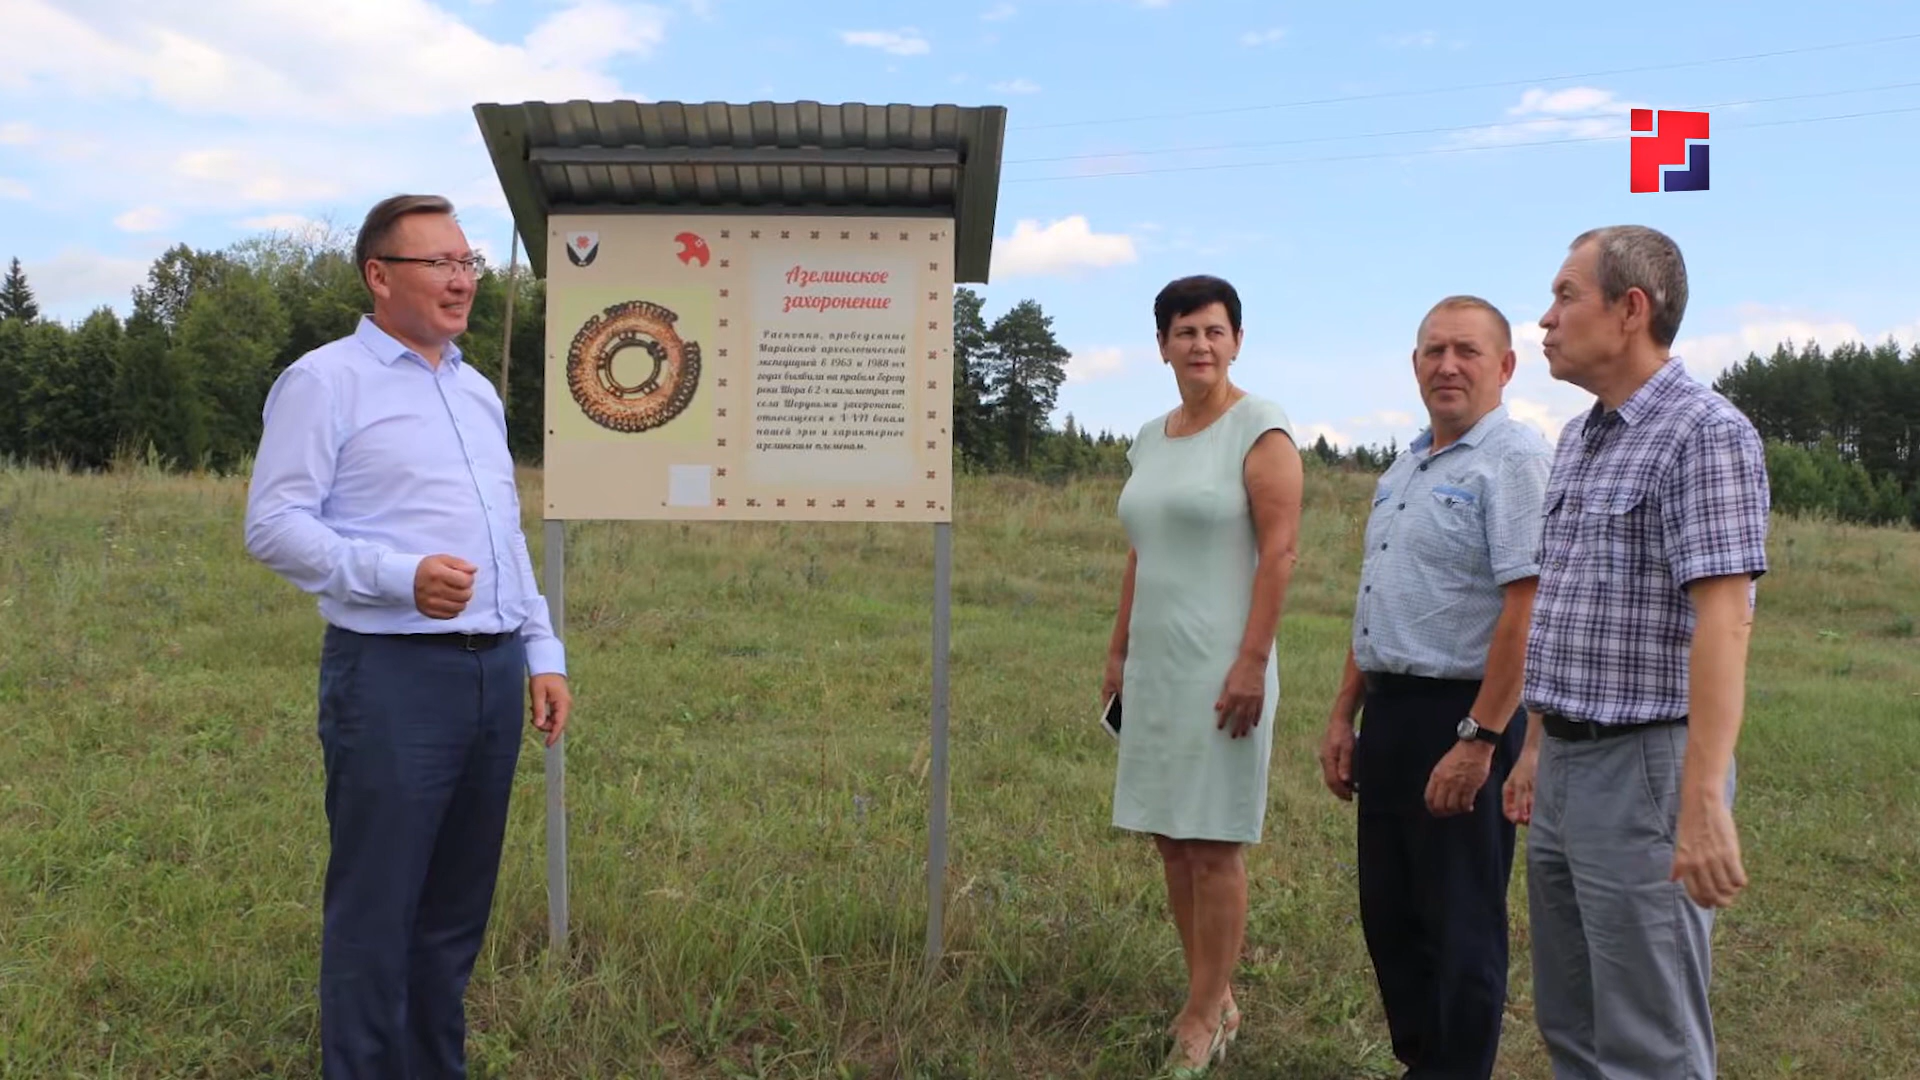 Азелинское
захоронение
Раскопки, проведенные
Марийской археологической
экспедицией в 1963 и 1988-ых
годах выявили на правом берегу
реки Шора в 2-х километрах от
села Шоруньжа захоронение,
относящееся к V-VII векам
нашей эры и характерное
азелинским племенам.